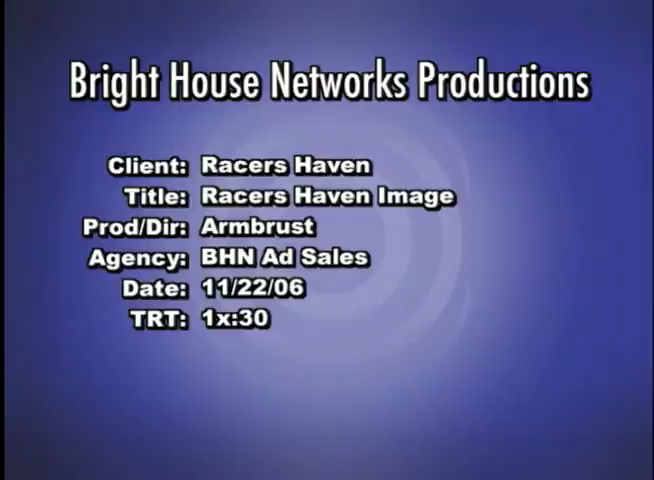 Bright House Networks Productions
Client: Racers Haven
Title: Racers Haven Image
Prod/Dir: Armbrust
Agency: BHN Ad Sales
Date: 11/22/06
TRT: 1x:30